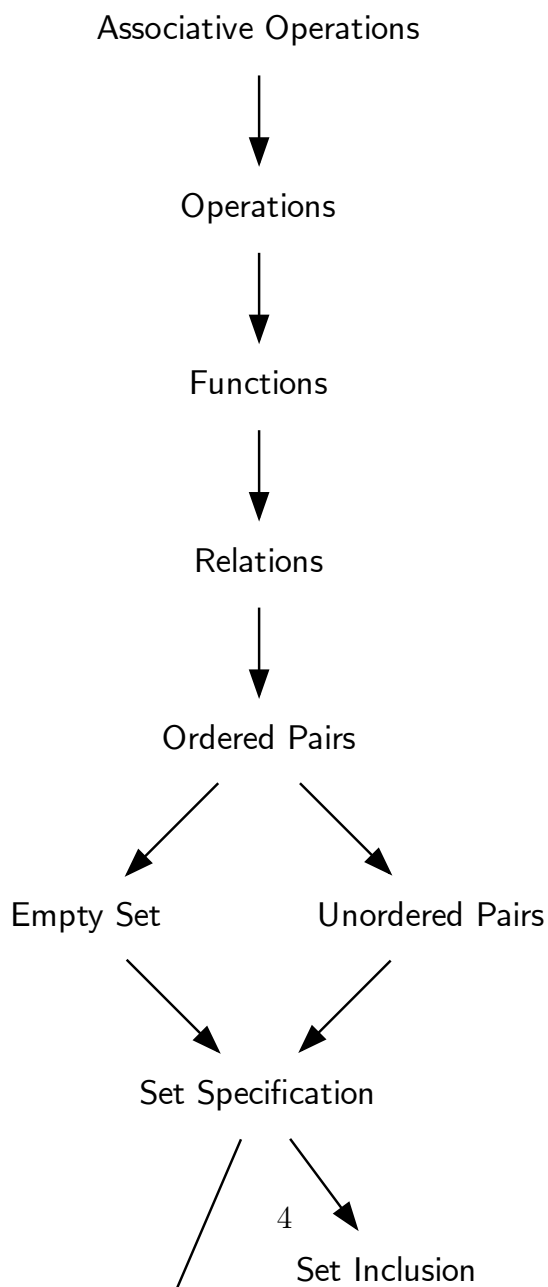 Associative Operations
Operations
Functions
Relations
Ordered Pairs
Empty Set
Unordered Pairs
Set Specification
4
Set Inclusion